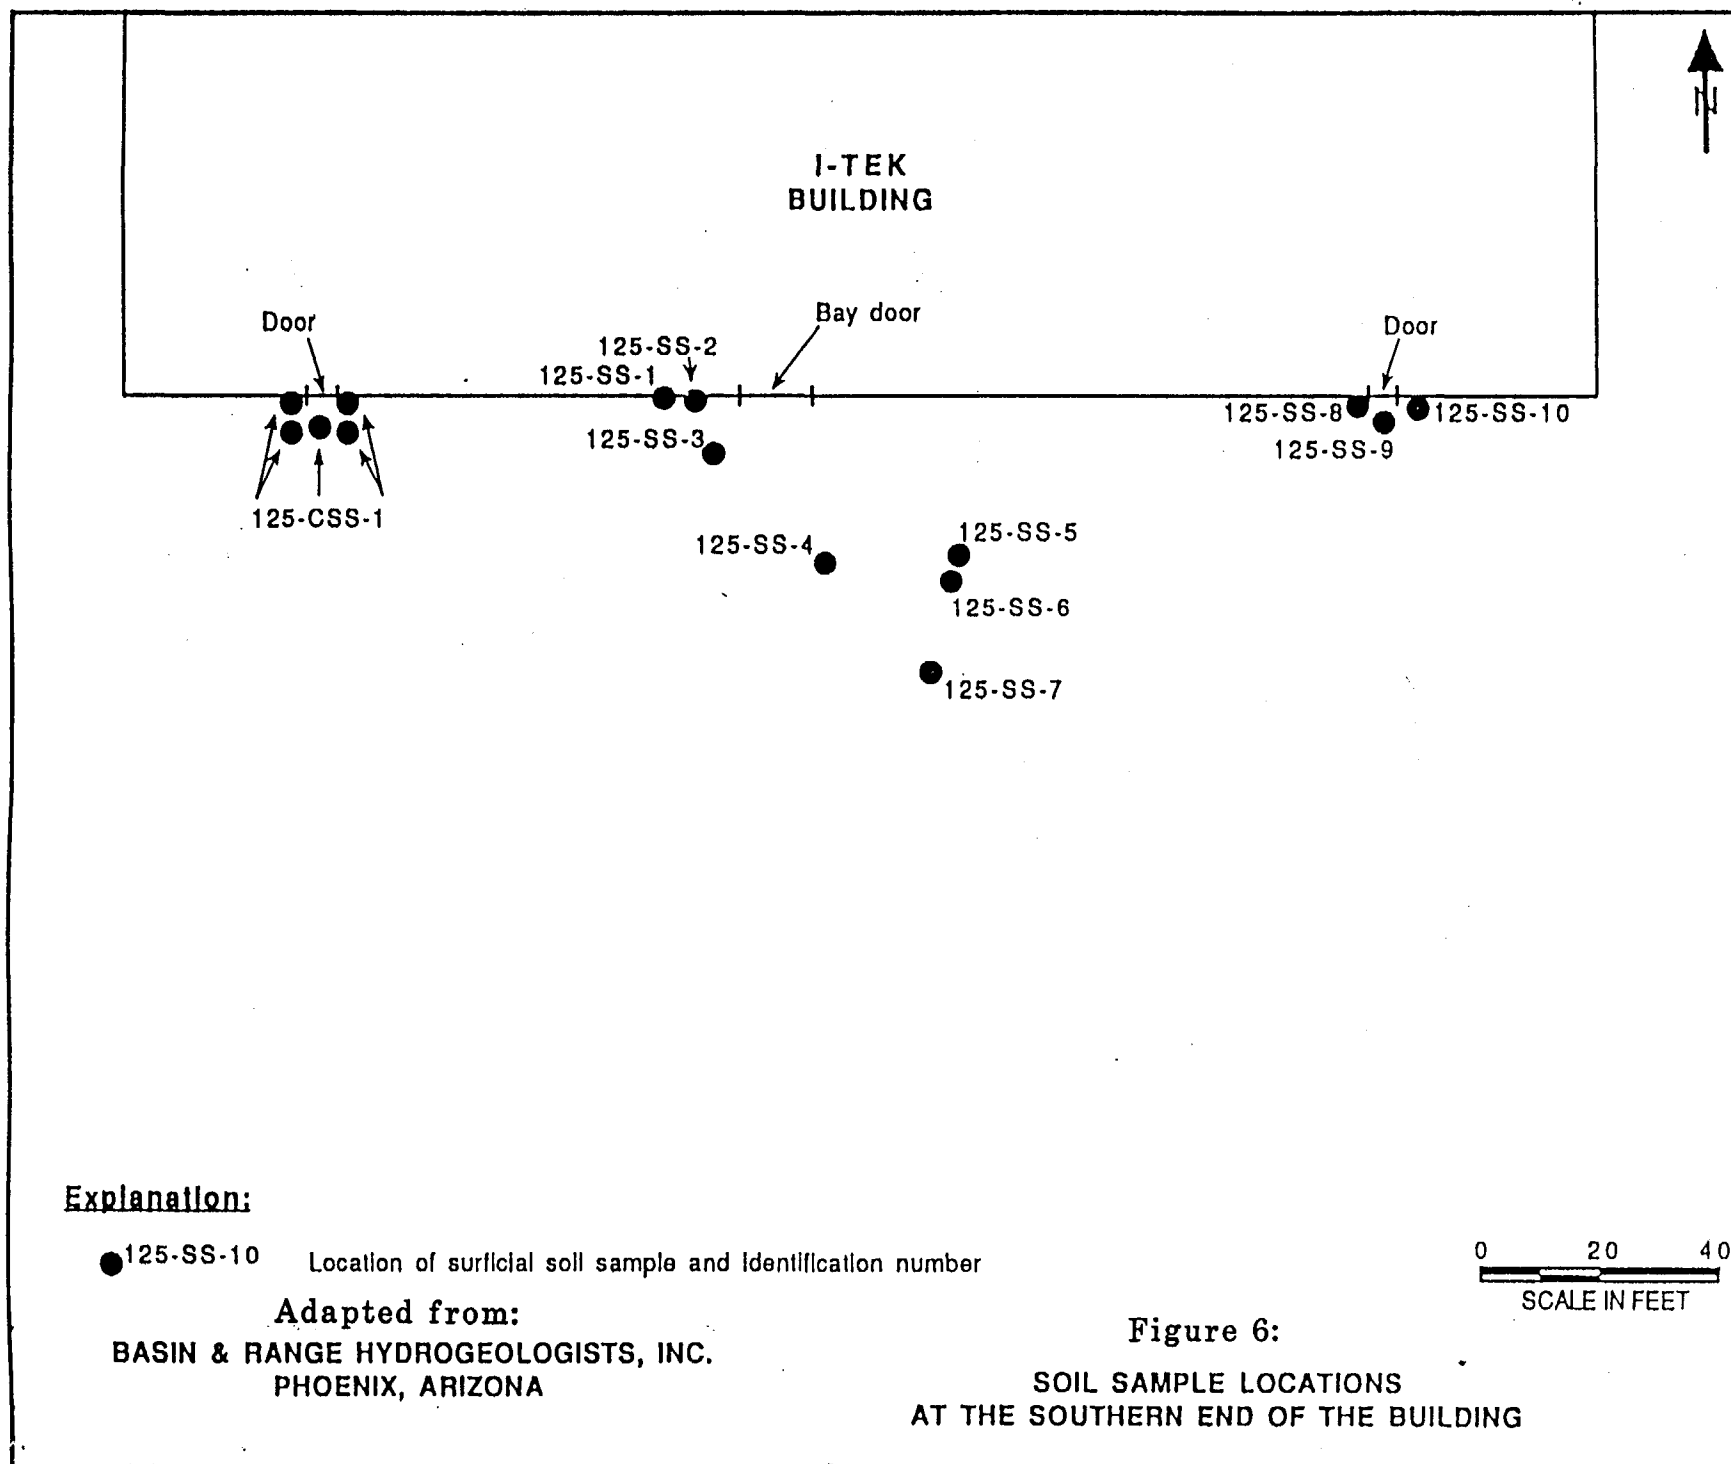 N
I-TEK
BUILDING
Door
Bay door
Door
125-SS-2
125-SS-1
125-SS-8
125-SS-10
125-SS-3
125-SS-9
125-CSS-1
125-SS-4
125-SS-5
125-SS-6
125-SS-7
Explanation:
125-SS-10 Location of surficial soil sample and identification number
0 20 40
SCALE IN FEET
Adapted from:
BASIN & RANGE HYDROGEOLOGISTS, INC.
PHOENIX, ARIZONA
Figure 6:
SOIL SAMPLE LOCATIONS
AT THE SOUTHERN END OF THE BUILDING